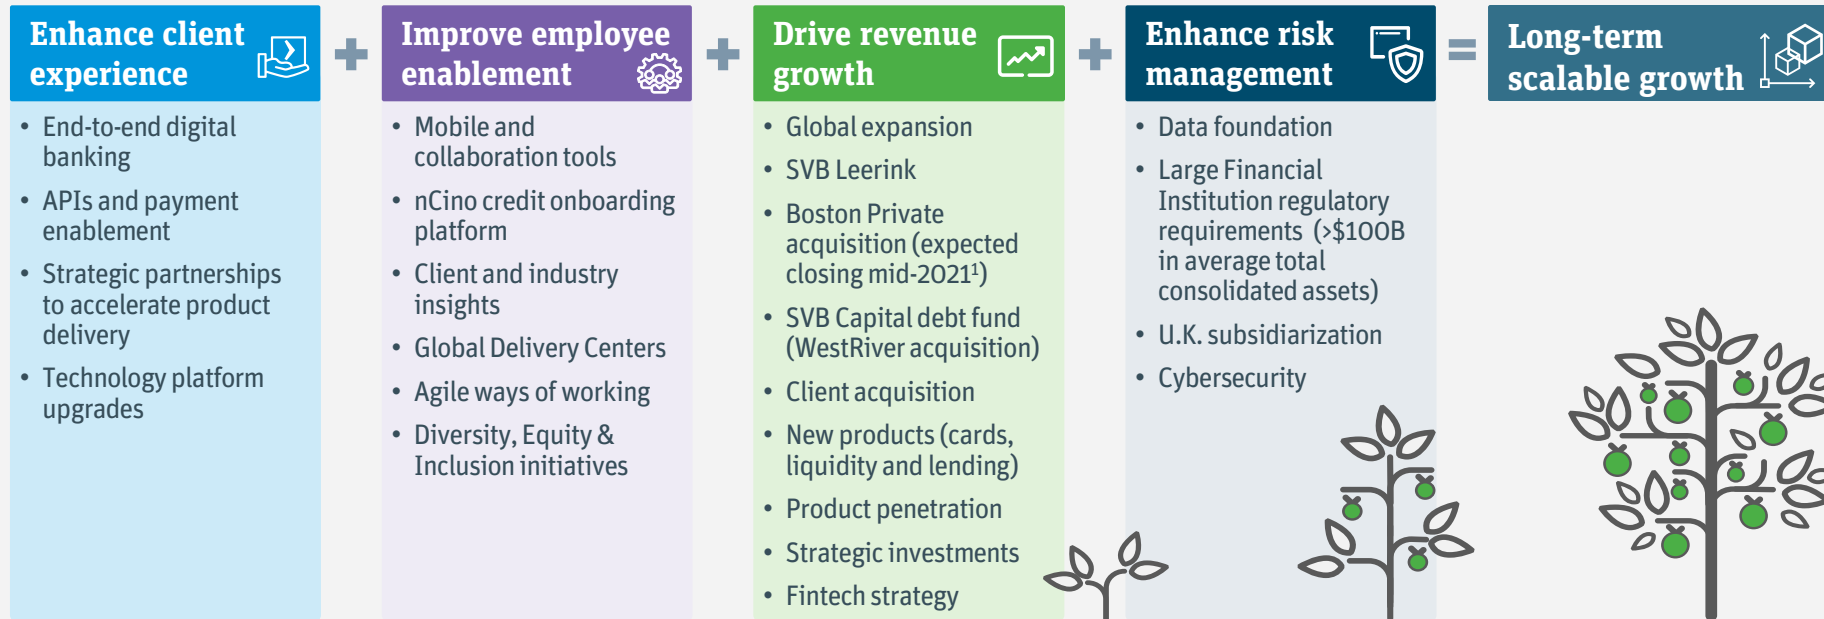 Enhance client
experience
+
Improve employee
enablement
+
Drive revenue
growth
+
Enhance risk
management
=
Long-term
scalable growth
• End-to-end digital
banking
• APIs and payment
enablement
• Strategic partnerships
to accelerate product
delivery
• Technology platform
upgrades
• Mobile and
collaboration tools
• nCino credit onboarding
platform
• Client and industry
insights
• Global Delivery Centers
• Agile ways of working
• Diversity, Equity &
Inclusion initiatives
• Global expansion
• SVB Leerink
• Boston Private
acquisition (expected
closing mid-2021¹)
• SVB Capital debt fund
(WestRiver acquisition)
• Client acquisition
• New products (cards,
liquidity and lending)
• Product penetration
• Strategic investments
• Fintech strategy
• Data foundation
• Large Financial
Institution regulatory
requirements (>$100B
in average total
consolidated assets)
• U.K. subsidiarization
• Cybersecurity